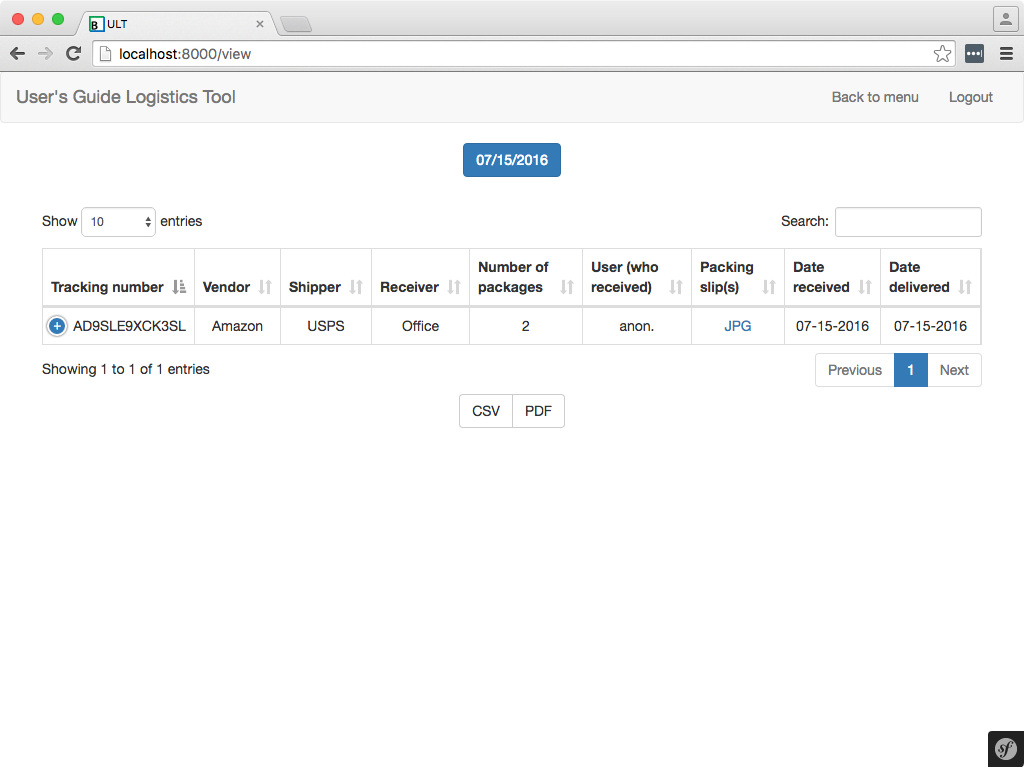 B ULT
localhost:8000/view
User's Guide Logistics Tool Back to menu Logout
07/15/2016
Show 10 entries Search:
Tracking number Vendor Shipper Receiver Number of packages User (who received) Packing slip(s) Date received Date delivered
AD9SLE9XCK3SL Amazon USPS Office 2 anon. JPG 07-15-2016 07-15-2016
Showing 1 to 1 of 1 entries Previous 1 Next
CSV PDF
sf